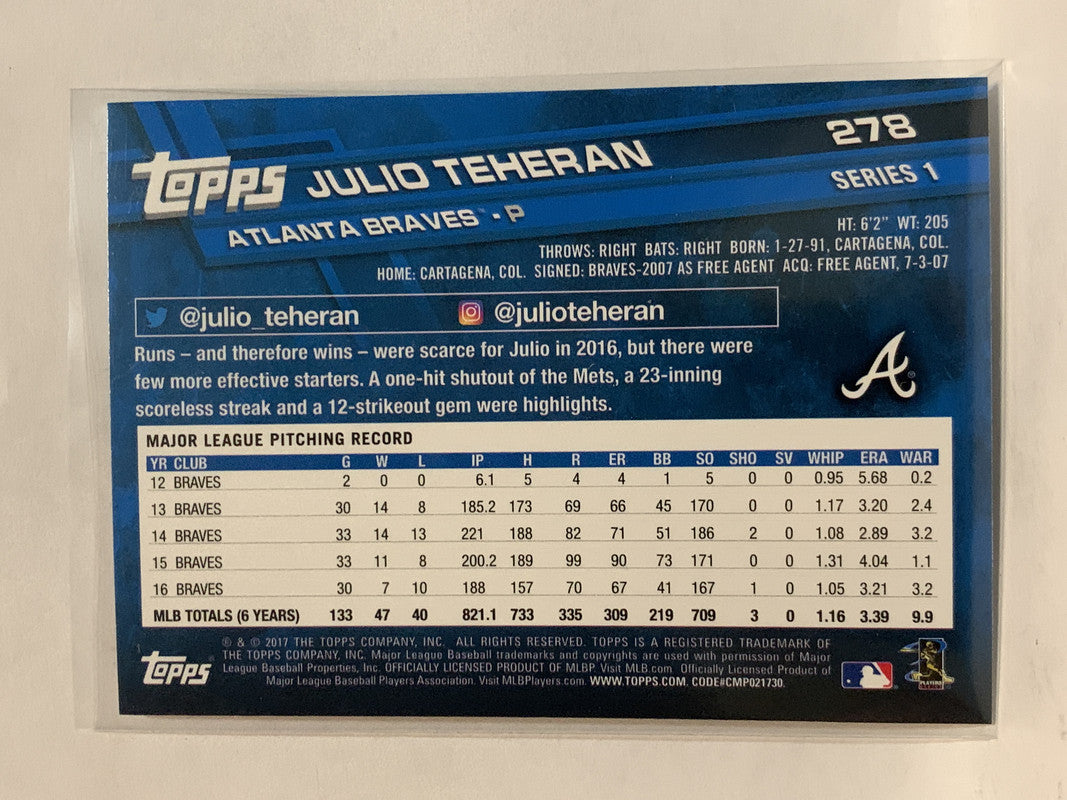 278
TOPPS JULIO TEHERAN
SERIES 1
ATLANTA BRAVES™ • P
HT: 6'2" WT: 205
THROWS: RIGHT BATS: RIGHT BORN: 1-27-91, CARTAGENA, COL.
HOME: CARTAGENA, COL. SIGNED: BRAVES-2007 AS FREE AGENT ACQ: FREE AGENT, 7-3-07
@julio_teheran @julioteheran
Runs – and therefore wins – were scarce for Julio in 2016, but there were
few more effective starters. A one-hit shutout of the Mets, a 23-inning
scoreless streak and a 12-strikeout gem were highlights.
A
MAJOR LEAGUE PITCHING RECORD
YR CLUB G W L IP H R ER BB SO SHO SV WHIP ERA WAR
12 BRAVES 2 0 0 6.1 5 4 4 1 5 0 0 0.95 5.68 0.2
13 BRAVES 30 14 8 185.2 173 69 66 45 170 0 0 1.17 3.20 2.4
14 BRAVES 33 14 13 221 188 82 71 51 186 2 0 1.08 2.89 3.2
15 BRAVES 33 11 8 200.2 189 99 90 73 171 0 0 1.31 4.04 1.1
16 BRAVES 30 7 10 188 157 70 67 41 167 1 0 1.05 3.21 3.2
MLB TOTALS (6 YEARS) 133 47 40 821.1 733 335 309 219 709 3 0 1.16 3.39 9.9
® & © 2017 THE TOPPS COMPANY, INC. ALL RIGHTS RESERVED. TOPPS IS A REGISTERED TRADEMARK OF
THE TOPPS COMPANY, INC. Major League Baseball trademarks and copyrights are used with permission of Major
League Baseball Properties, Inc. OFFICIALLY LICENSED PRODUCT OF MLBP Visit MLB.com. Officially Licensed Product of
Major League Baseball Players Association. Visit MLBPlayers.com. WWW.TOPPS.COM. CODE#CMP021730.
TOPPS
PLAYERS